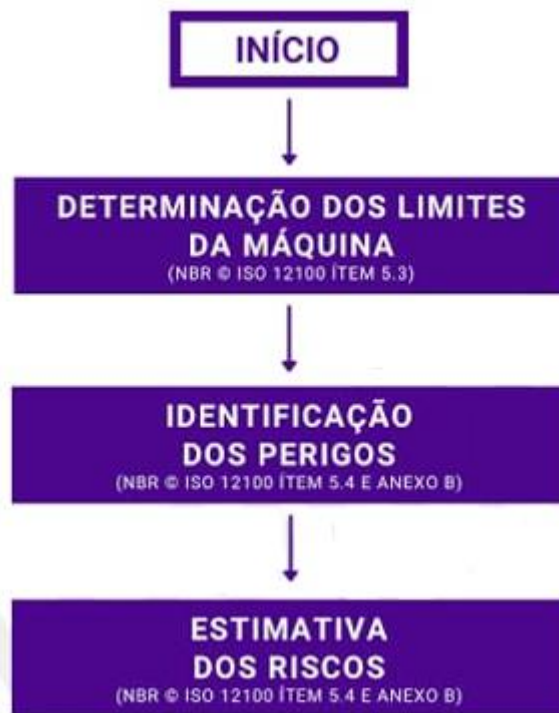 INÍCIO
DETERMINAÇÃO DOS LIMITES
DA MÁQUINA
(NBR © ISO 12100 ÍTEM 5.3)
IDENTIFICAÇÃO
DOS PERIGOS
(NBR © ISO 12100 ÍTEM 5.4 E ANEXO B)
ESTIMATIVA
DOS RISCOS
(NBR © ISO 12100 ÍTEM 5.4 E ANEXO B)